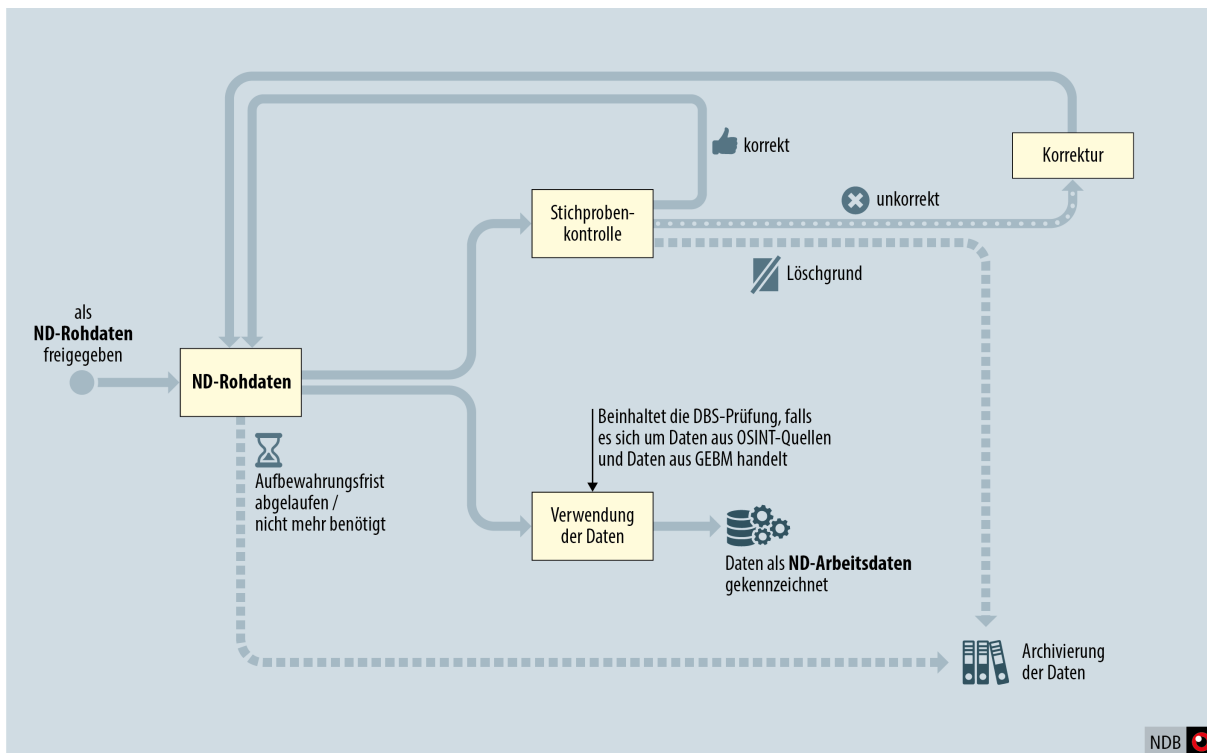 korrekt
Korrektur
unkorrekt
Stichproben-
kontrolle
Löschgrund
als
ND-Rohdaten
freigegeben
ND-Rohdaten
Beinhaltet die DBS-Prüfung, falls
es sich um Daten aus OSINT-Quellen
und Daten aus GEBM handelt
Aufbewahrungsfrist
abgelaufen /
nicht mehr benötigt
Verwendung
der Daten
Daten als ND-Arbeitsdaten
gekennzeichnet
Archivierung
der Daten
NDB